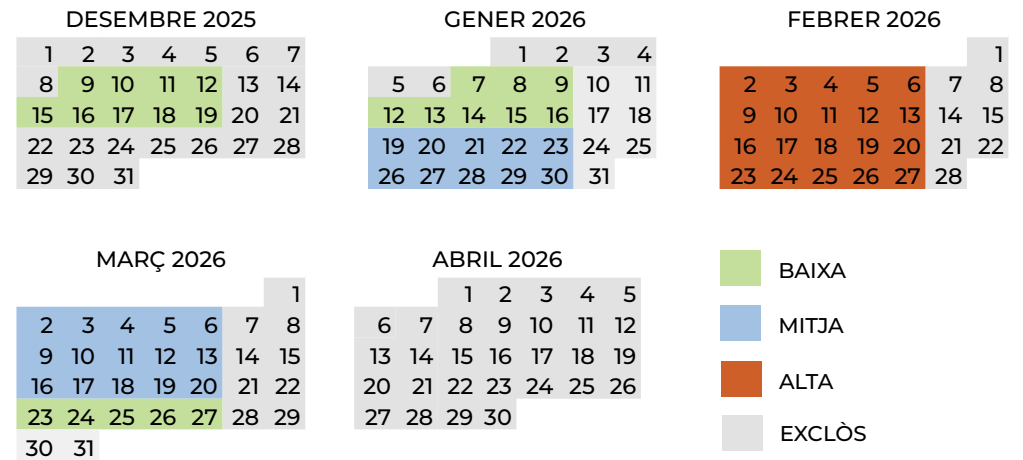 DESEMBRE 2025
1 2 3 4 5 6 7
8 9 10 11 12 13 14
15 16 17 18 19 20 21
22 23 24 25 26 27 28
29 30 31
GENER 2026
1 2 3 4
5 6 7 8 9 10 11
12 13 14 15 16 17 18
19 20 21 22 23 24 25
26 27 28 29 30 31
FEBRER 2026
1
2 3 4 5 6 7 8
9 10 11 12 13 14 15
16 17 18 19 20 21 22
23 24 25 26 27 28
MARÇ 2026
1
2 3 4 5 6 7 8
9 10 11 12 13 14 15
16 17 18 19 20 21 22
23 24 25 26 27 28 29
30 31
ABRIL 2026
1 2 3 4 5
6 7 8 9 10 11 12
13 14 15 16 17 18 19
20 21 22 23 24 25 26
27 28 29 30
BAIXA
MITJA
ALTA
EXCLÒS